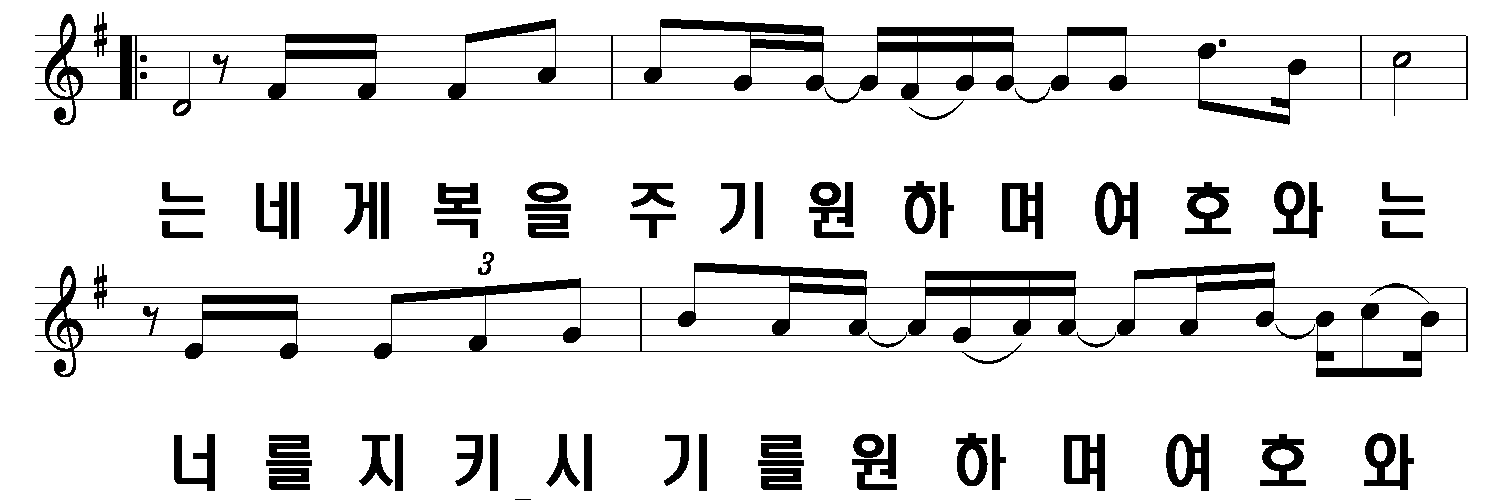 는 네 게 복 을 주 기 원 하 며 여 호 와 는
3
너 를 지 키 시 기 를 원 하 며 여 호 와